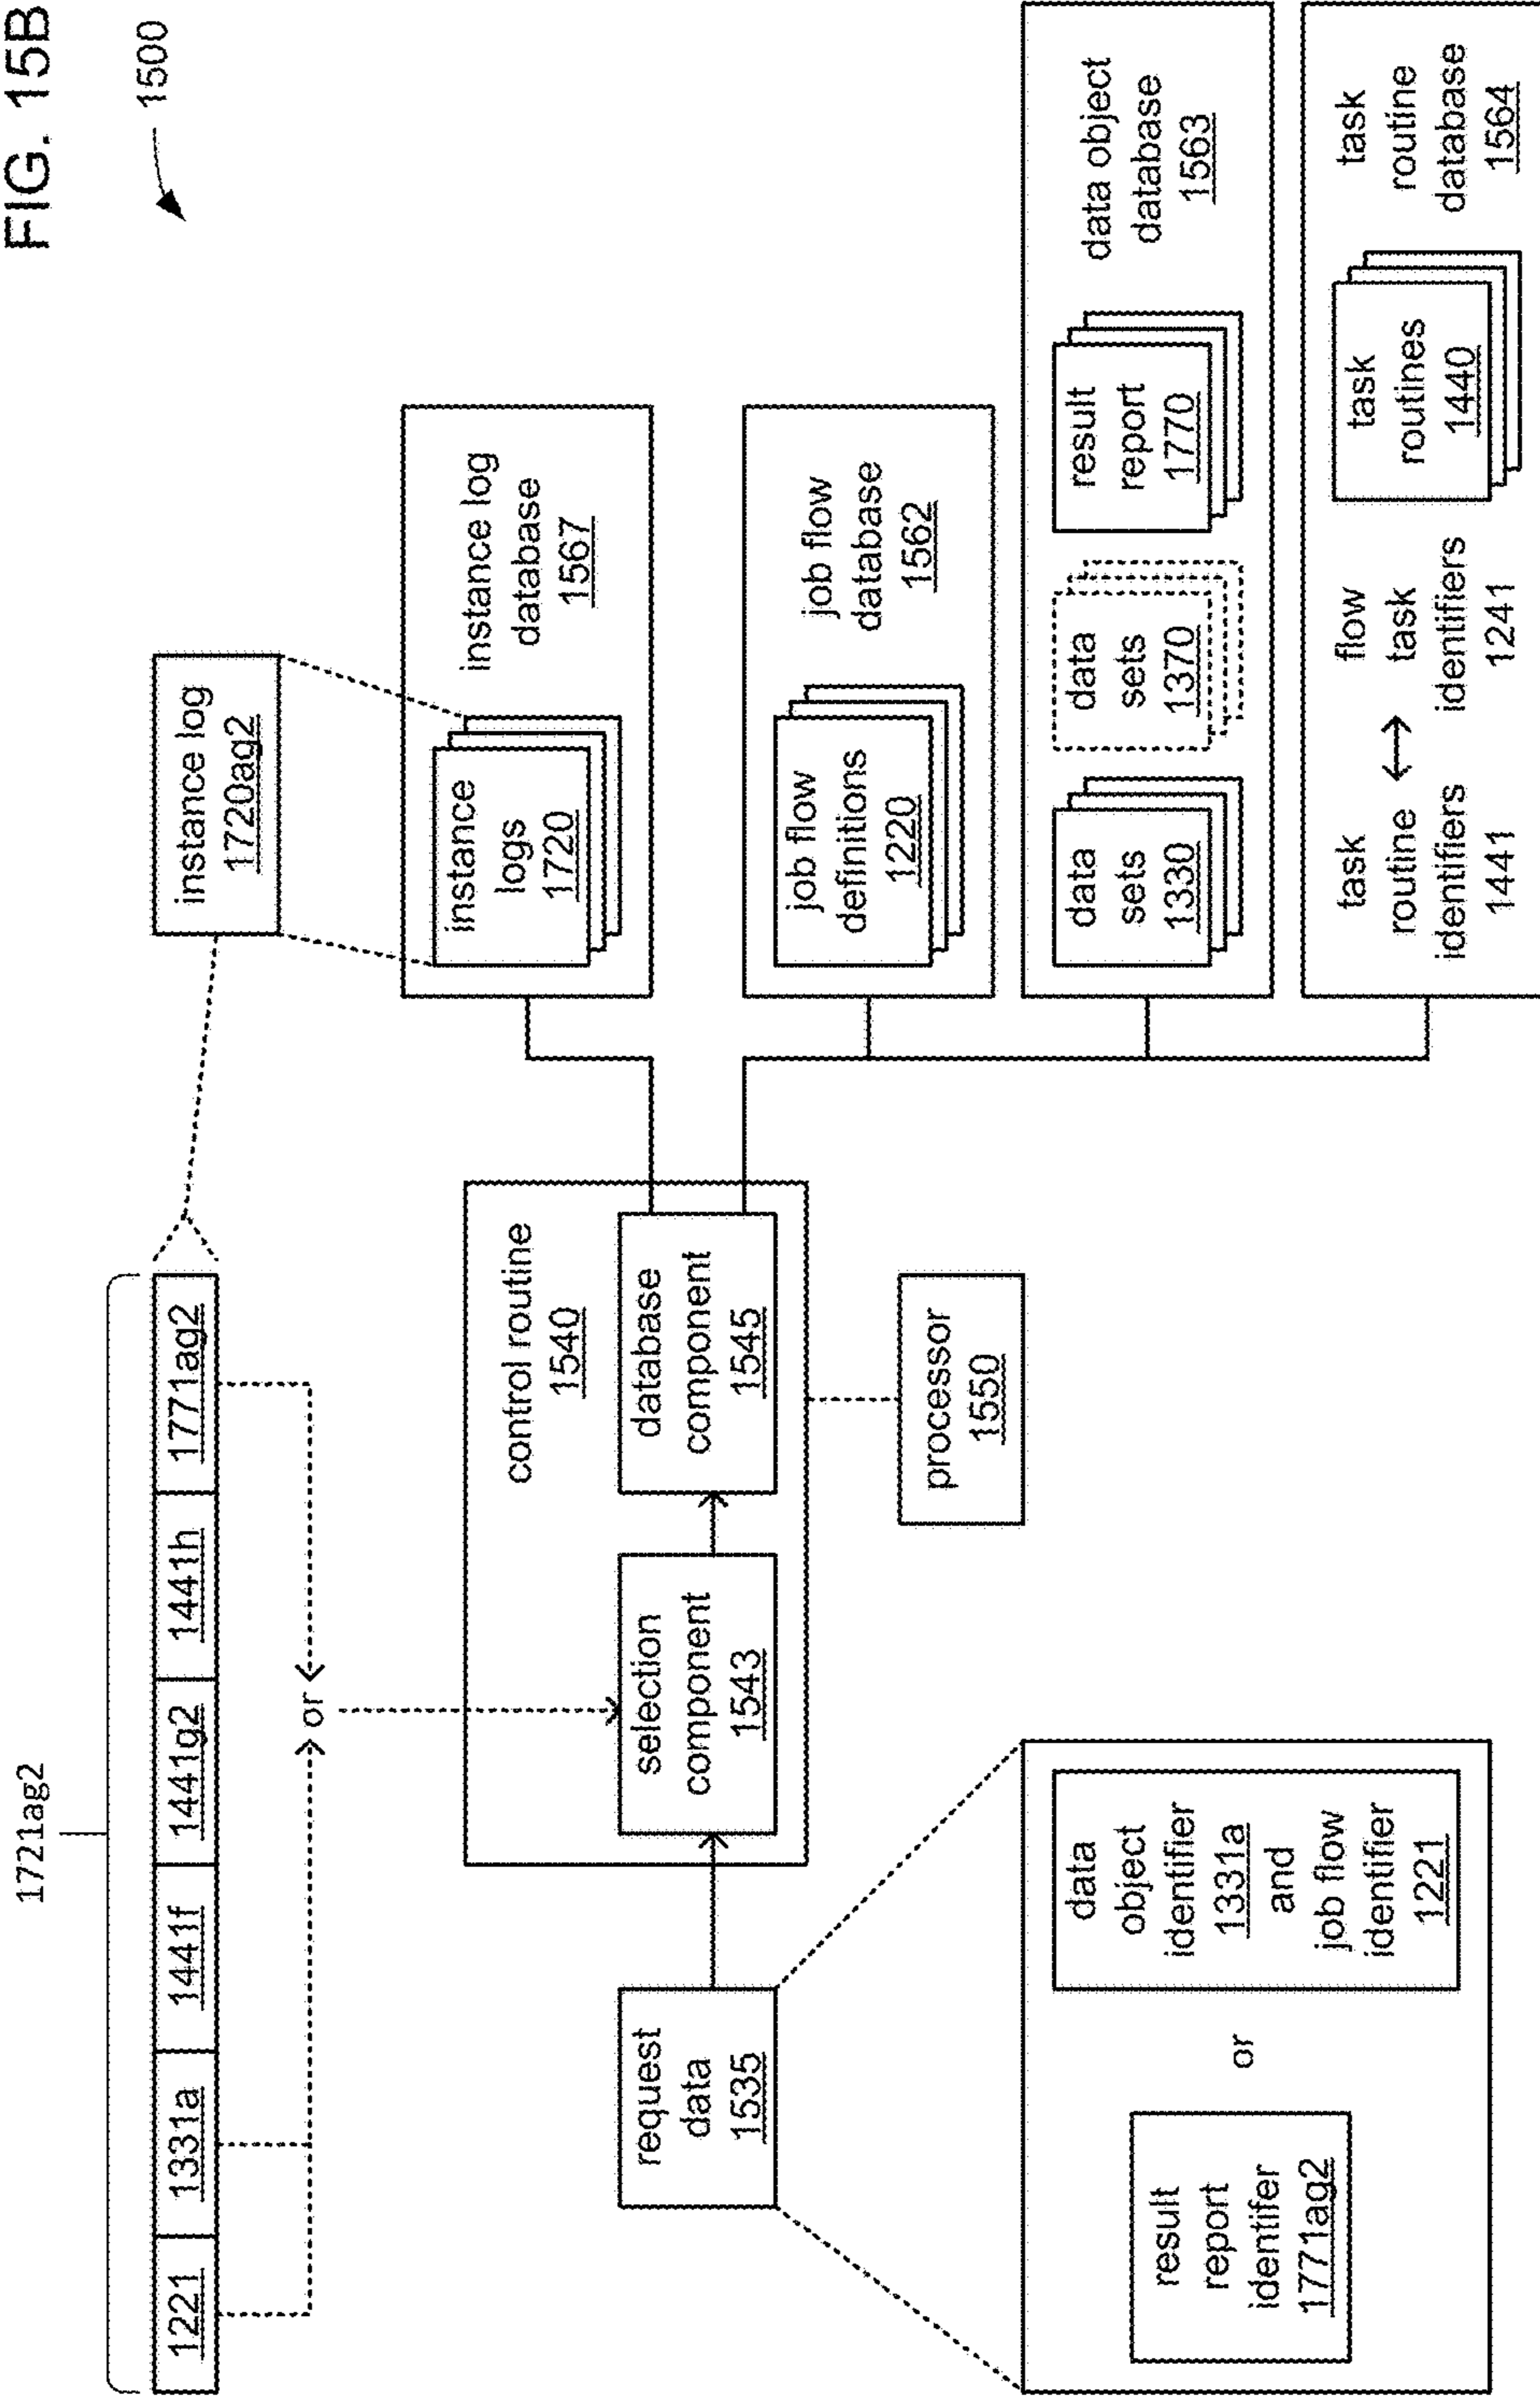 FIG. 15B
1500
1721ag2
1221
1331a
1441f
1441g2
1441h
1771ag2
instance log
1720ag2
or
control routine
1540
request
data
1535
selection
component
1543
database
component
1545
processor
1550
instance
logs
1720
instance log
database
1567
job flow
definitions
1220
job flow
database
1562
data
sets
1330
data
sets
1370
result
report
1770
data object
database
1563
task
routine
identifiers
1441
flow
task
identifiers
1241
task
routines
1440
task
routine
database
1564
result
report
identifer
1771ag2
or
data
object
identifier
1331a
and
job flow
identifier
1221